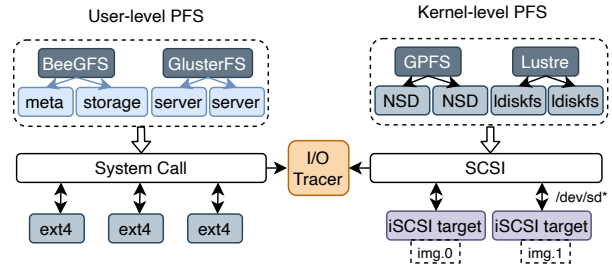 User-level PFS
Kernel-level PFS
BeeGFS
GlusterFS
GPFS
Lustre
meta
storage
server
server
NSD
NSD
ldiskfs
ldiskfs
System Call
I/O
Tracer
SCSI
/dev/sd*
ext4
ext4
ext4
iSCSI target
iSCSI target
img.0
img.1